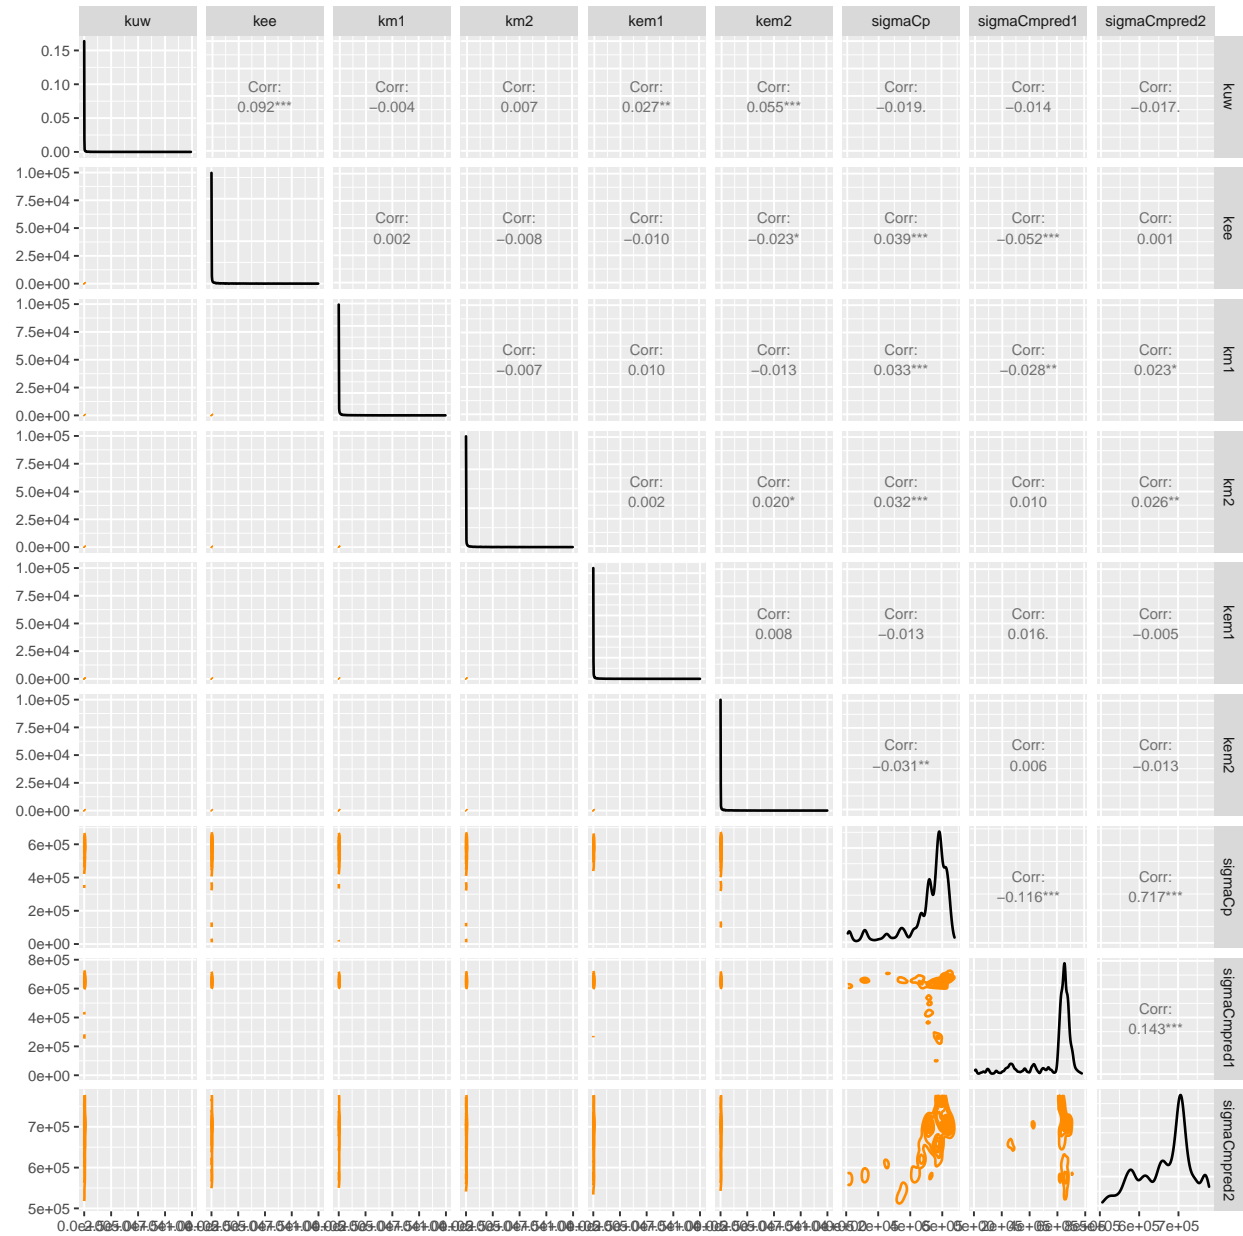 kuw kee km1 km2 kem1 kem2 sigmaCp sigmaCmpred1 sigmaCmpred2
0.15
0.10
0.05
0.00
Corr: Corr: Corr: Corr: Corr: Corr: Corr: Corr:
0.092*** −0.004 0.007 0.027** 0.055*** −0.019. −0.014 −0.017.
kuw
1.0e+05
7.5e+04
5.0e+04
2.5e+04
0.0e+00
Corr: Corr: Corr: Corr: Corr: Corr: Corr:
0.002 −0.008 −0.010 −0.023* 0.039*** −0.052*** 0.001
kee
1.0e+05
7.5e+04
5.0e+04
2.5e+04
0.0e+00
Corr: Corr: Corr: Corr: Corr: Corr:
−0.007 0.010 −0.013 0.033*** −0.028** 0.023*
km1
1.0e+05
7.5e+04
5.0e+04
2.5e+04
0.0e+00
Corr: Corr: Corr: Corr: Corr:
0.002 0.020* 0.032*** 0.010 0.026**
km2
1.0e+05
7.5e+04
5.0e+04
2.5e+04
0.0e+00
Corr: Corr: Corr: Corr:
0.008 −0.013 0.016. −0.005
kem1
1.0e+05
7.5e+04
5.0e+04
2.5e+04
0.0e+00
Corr: Corr: Corr:
−0.031** 0.006 −0.013
kem2
6e+05
4e+05
2e+05
0e+00
Corr: Corr:
−0.116*** 0.717***
sigmaCp
8e+05
6e+05
4e+05
2e+05
0e+00
Corr:
0.143***
sigmaCmpred1
7e+05
6e+05
5e+05
sigmaCmpred2
6e+05 7e+05